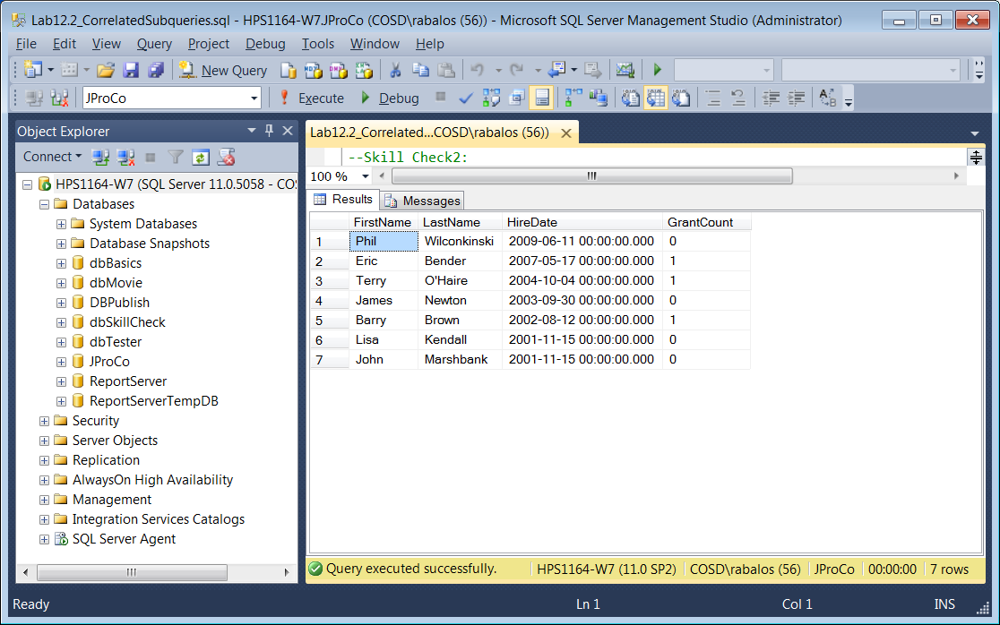 Lab12.2_CorrelatedSubqueries.sql - HPS1164-W7.JProCo (COSD\rabalos (56)) - Microsoft SQL Server Management Studio (Administrator)
File Edit View Query Project Debug Tools Window Help
New Query
JProCo Execute Debug
Object Explorer
Connect
HPS1164-W7 (SQL Server 11.0.5058 - COS
Databases
System Databases
Database Snapshots
dbBasics
dbMovie
DBPublish
dbSkillCheck
dbTester
JProCo
ReportServer
ReportServerTempDB
Security
Server Objects
Replication
AlwaysOn High Availability
Management
Integration Services Catalogs
SQL Server Agent
Lab12.2_Correlated...COSD\rabalos (56))
--Skill Check2:
100 %
Results Messages
FirstName LastName HireDate GrantCount
1 Phil Wilconkinski 2009-06-11 00:00:00.000 0
2 Eric Bender 2007-05-17 00:00:00.000 1
3 Terry O'Haire 2004-10-04 00:00:00.000 1
4 James Newton 2003-09-30 00:00:00.000 0
5 Barry Brown 2002-08-12 00:00:00.000 1
6 Lisa Kendall 2001-11-15 00:00:00.000 0
7 John Marshbank 2001-11-15 00:00:00.000 0
Query executed successfully. HPS1164-W7 (11.0 SP2) COSD\rabalos (56) JProCo 00:00:00 7 rows
Ready Ln 1 Col 1 INS